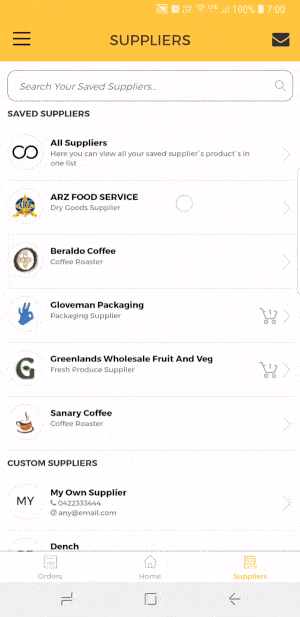 LTE 100% 7:00
SUPPLIERS
Search Your Saved Suppliers...
SAVED SUPPLIERS
All Suppliers
Here you can view all your saved supplier`s product`s in
one list
ARZ FOOD SERVICE
Dry Goods Supplier
Beraldo Coffee
Coffee Roaster
Gloveman Packaging
Packaging Supplier
1
Greenlands Wholesale Fruit And Veg
Fresh Produce Supplier
1
Sanary Coffee
Coffee Roaster
CUSTOM SUPPLIERS
MY
My Own Supplier
0422333444
@ any@email.com
Dench
Orders Home Suppliers